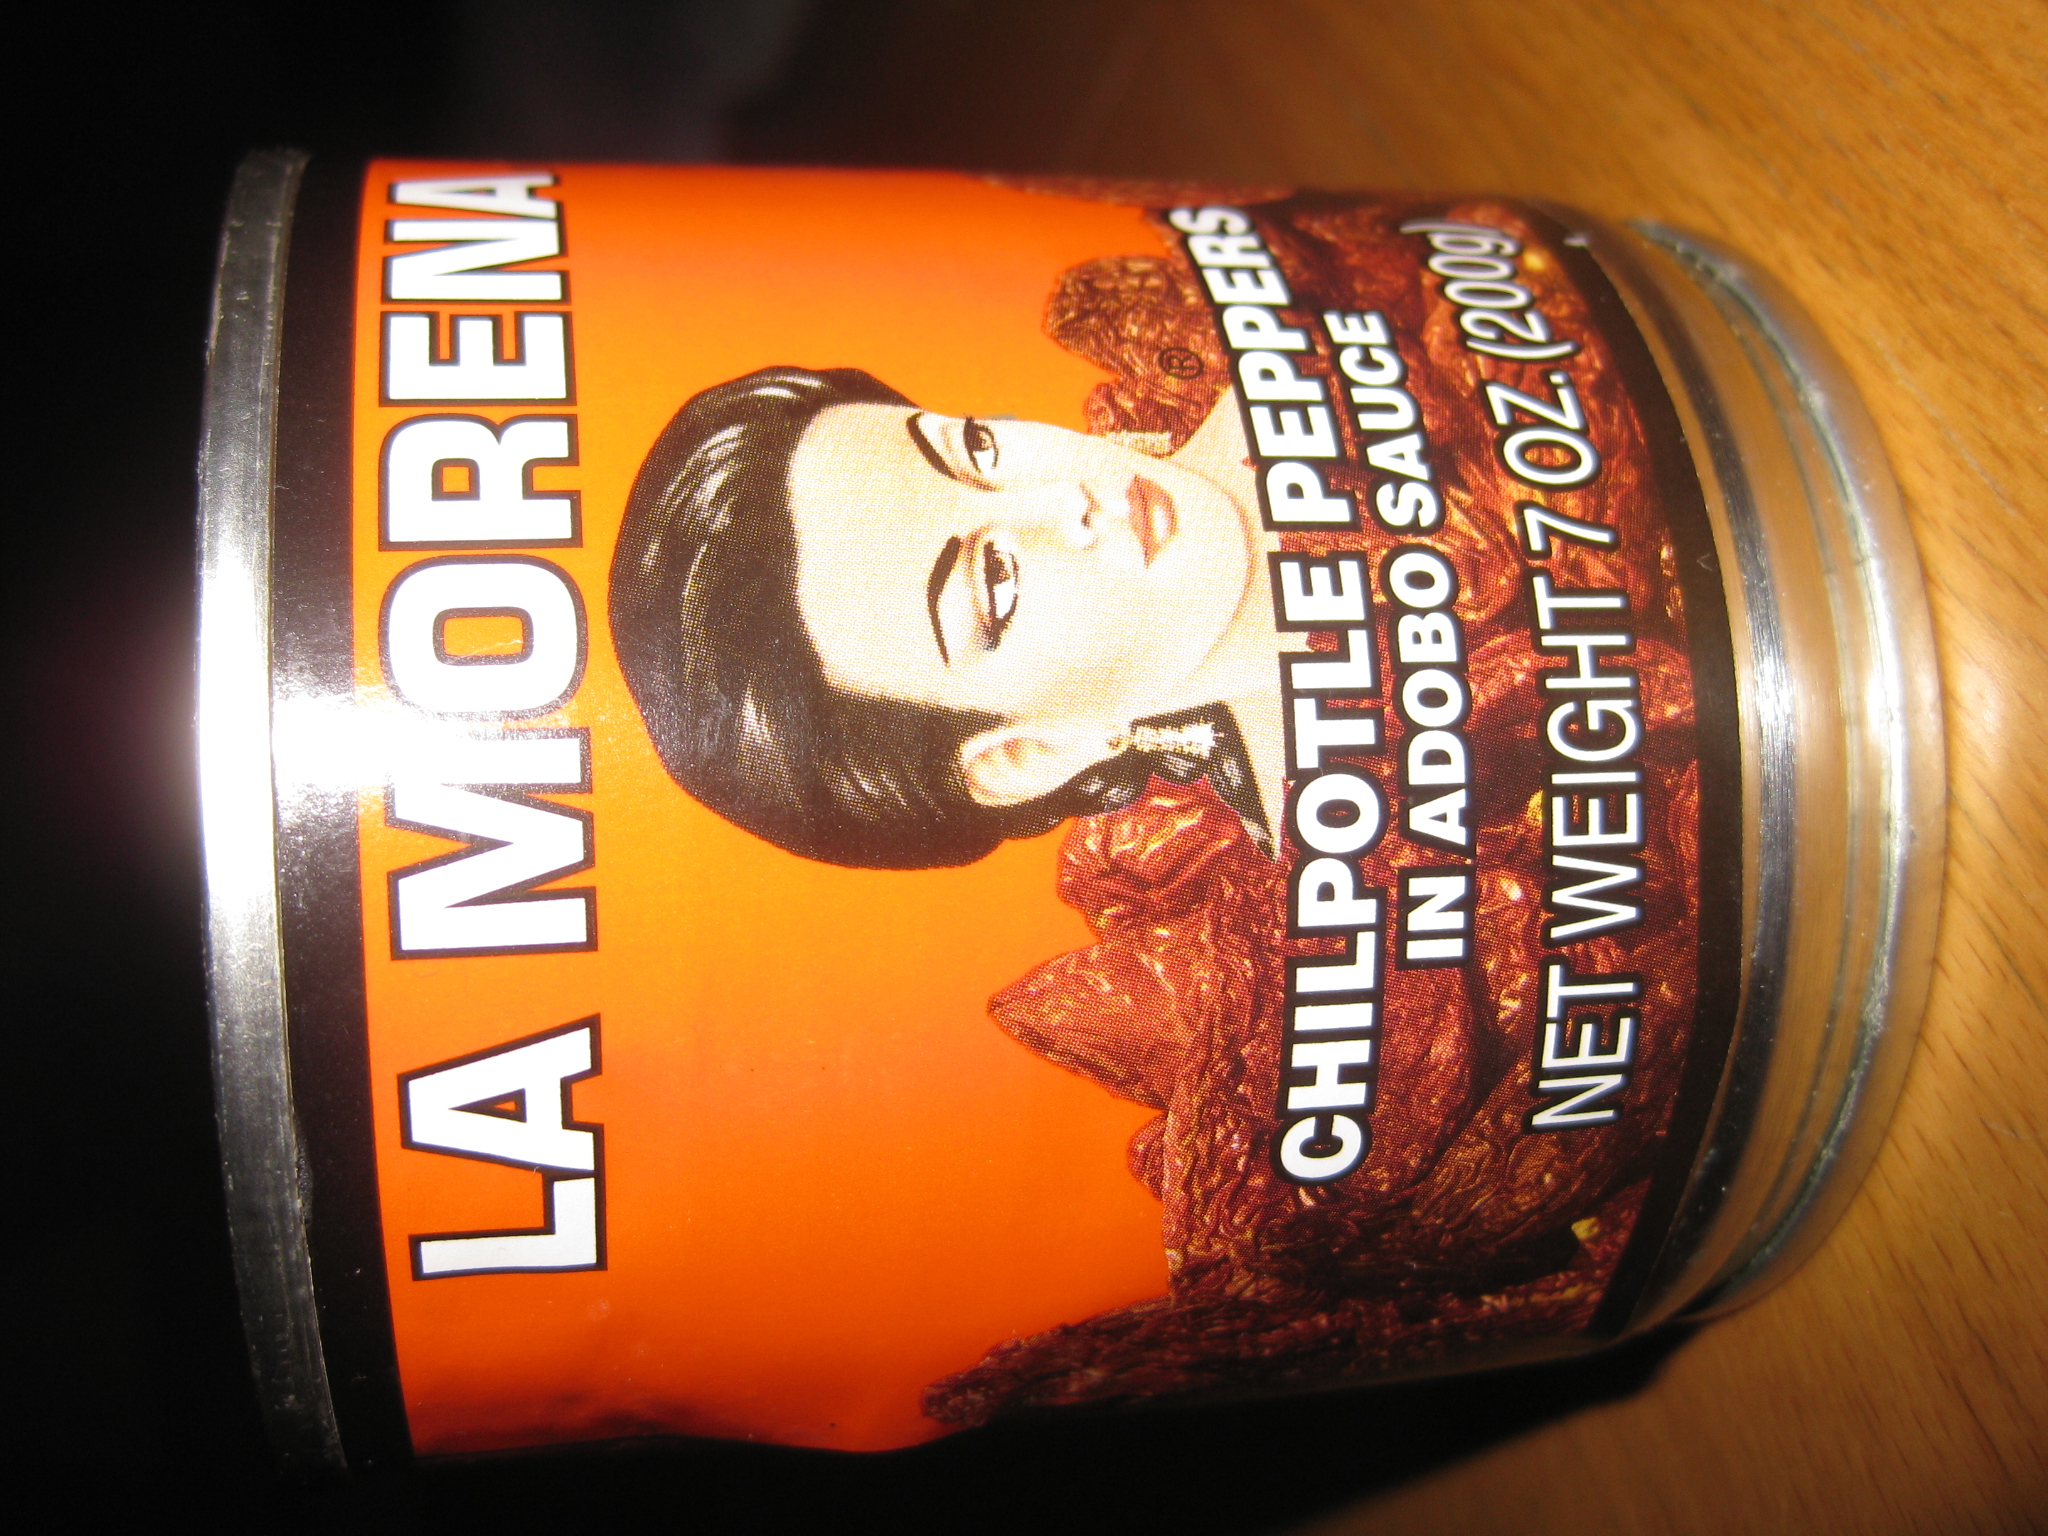 LA MORENA
®
CHILPOTLE PEPPERS
IN ADOBO SAUCE
NET WEIGHT 7 OZ. (200g)